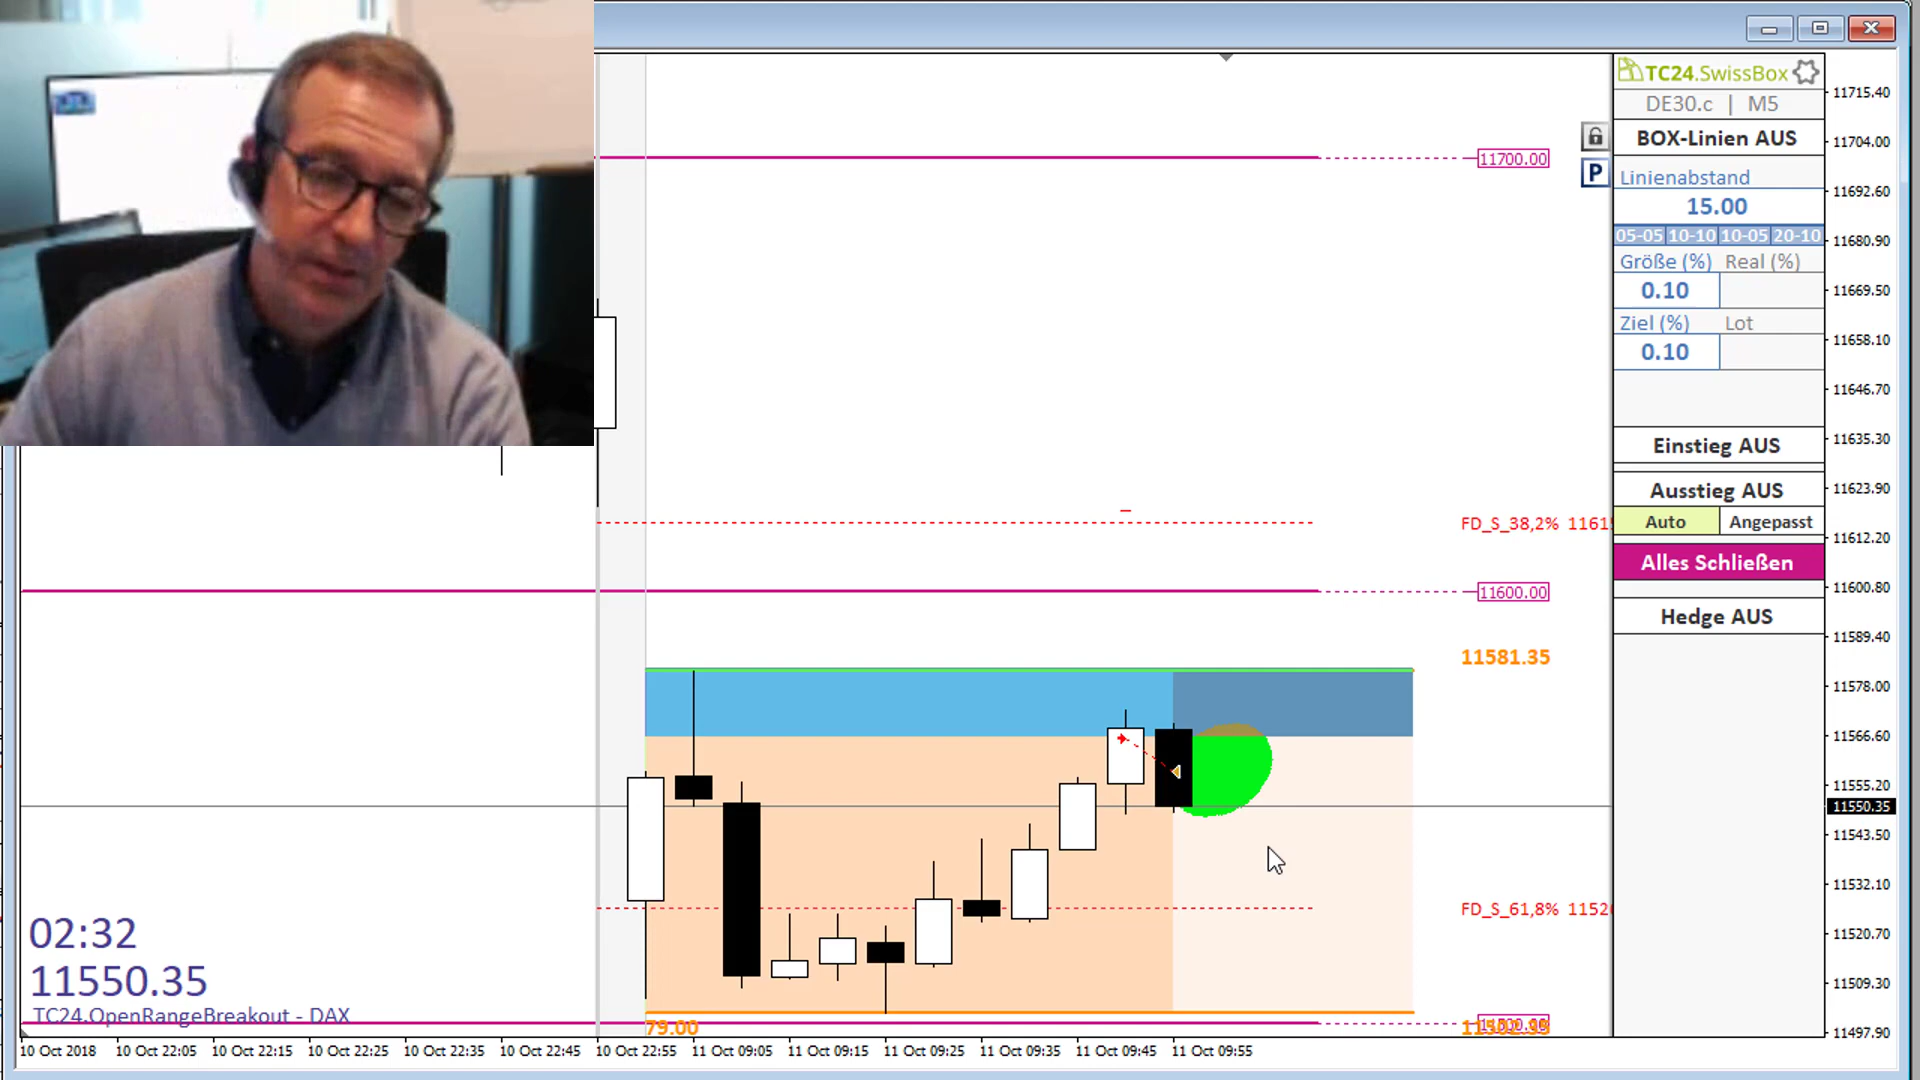 TC24.SwissBox
DE30.c | M5
BOX-Linien AUS
Linienabstand
15.00
05-05 10-10 10-05 20-10
Größe (%) Real (%)
0.10
Ziel (%) Lot
0.10
Einstieg AUS
Ausstieg AUS
Auto Angepasst
Alles Schließen
Hedge AUS
P
11715.40
11704.00
11692.60
11680.90
11669.50
11658.10
11646.70
11635.30
11623.90
11612.20
11600.80
11589.40
11578.00
11566.60
11555.20
11550.35
11543.50
11532.10
11520.70
11509.30
11497.90
11700.00
FD_S_38,2% 1161
11600.00
11581.35
FD_S_61,8% 1152
79.00
02:32
11550.35
TC24.OpenRangeBreakout - DAX
10 Oct 2018 10 Oct 22:05 10 Oct 22:15 10 Oct 22:25 10 Oct 22:35 10 Oct 22:45 10 Oct 22:55 11 Oct 09:05 11 Oct 09:15 11 Oct 09:25 11 Oct 09:35 11 Oct 09:45 11 Oct 09:55